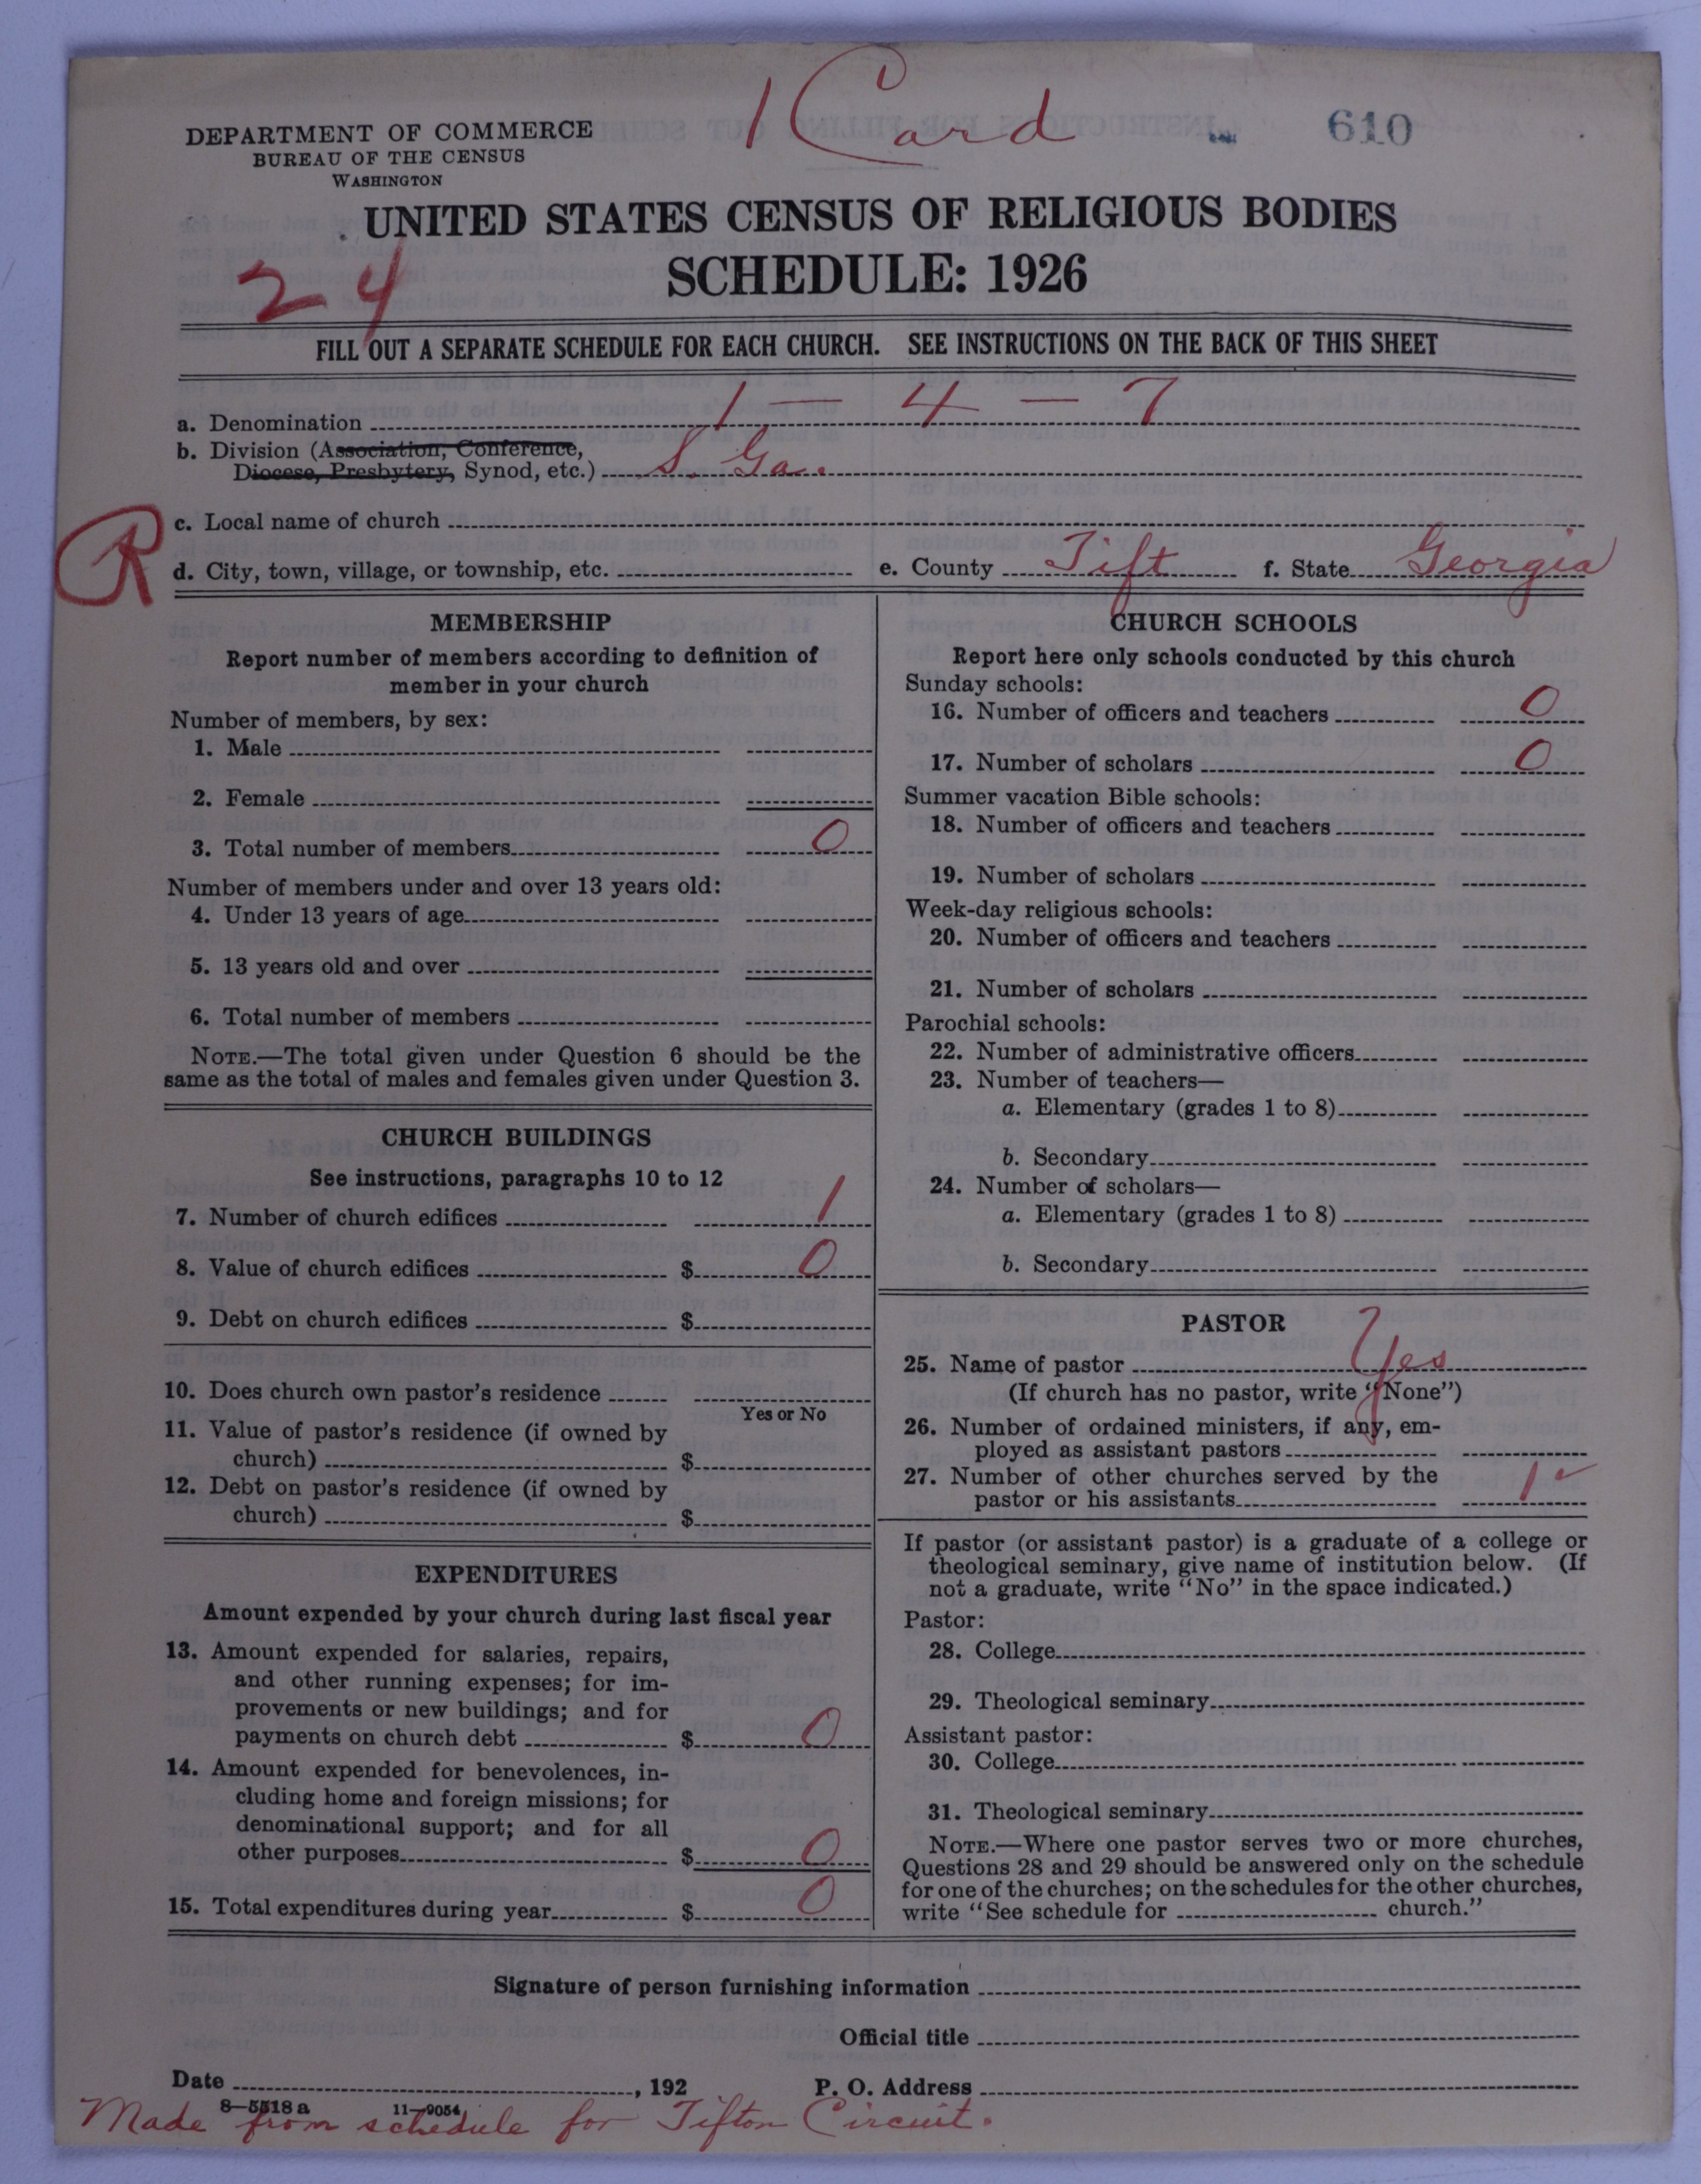 1 Card
610
DEPARTMENT OF COMMERCE
BUREAU OF THE CENSUS
WASHINGTON
UNITED STATES CENSUS OF RELIGIOUS BODIES
SCHEDULE: 1926
24
FILL OUT A SEPARATE SCHEDULE FOR EACH CHURCH. SEE INSTRUCTIONS ON THE BACK OF THIS SHEET
a. Denomination 1 – 4 – 7
b. Division (Association, Conference,
Diocese, Presbytery, Synod, etc.) S. Ga.
R
c. Local name of church
d. City, town, village, or township, etc. e. County Tift f. State Georgia
MEMBERSHIP
Report number of members according to definition of
member in your church
Number of members, by sex:
1. Male
2. Female
3. Total number of members 0
Number of members under and over 13 years old:
4. Under 13 years of age
5. 13 years old and over
6. Total number of members
NOTE.—The total given under Question 6 should be the
same as the total of males and females given under Question 3.
CHURCH BUILDINGS
See instructions, paragraphs 10 to 12
7. Number of church edifices 1
8. Value of church edifices $ 0
9. Debt on church edifices $
10. Does church own pastor's residence
Yes or No
11. Value of pastor's residence (if owned by
church) $
12. Debt on pastor's residence (if owned by
church) $
EXPENDITURES
Amount expended by your church during last fiscal year
13. Amount expended for salaries, repairs,
and other running expenses; for im-
provements or new buildings; and for
payments on church debt $ 0
14. Amount expended for benevolences, in-
cluding home and foreign missions; for
denominational support; and for all
other purposes $ 0
15. Total expenditures during year $ 0
CHURCH SCHOOLS
Report here only schools conducted by this church
Sunday schools:
16. Number of officers and teachers 0
17. Number of scholars 0
Summer vacation Bible schools:
18. Number of officers and teachers
19. Number of scholars
Week-day religious schools:
20. Number of officers and teachers
21. Number of scholars
Parochial schools:
22. Number of administrative officers
23. Number of teachers—
a. Elementary (grades 1 to 8)
b. Secondary
24. Number of scholars—
a. Elementary (grades 1 to 8)
b. Secondary
PASTOR
25. Name of pastor Yes
(If church has no pastor, write "None")
26. Number of ordained ministers, if any, em-
ployed as assistant pastors
27. Number of other churches served by the
pastor or his assistants 1 ✓
If pastor (or assistant pastor) is a graduate of a college or
theological seminary, give name of institution below. (If
not a graduate, write "No" in the space indicated.)
Pastor:
28. College
29. Theological seminary
Assistant pastor:
30. College
31. Theological seminary
NOTE.—Where one pastor serves two or more churches,
Questions 28 and 29 should be answered only on the schedule
for one of the churches; on the schedules for the other churches,
write "See schedule for church."
Signature of person furnishing information
Official title
Date , 192 P. O. Address
8—5518 a 11—9054
Made from schedule for Tifton Circuit.